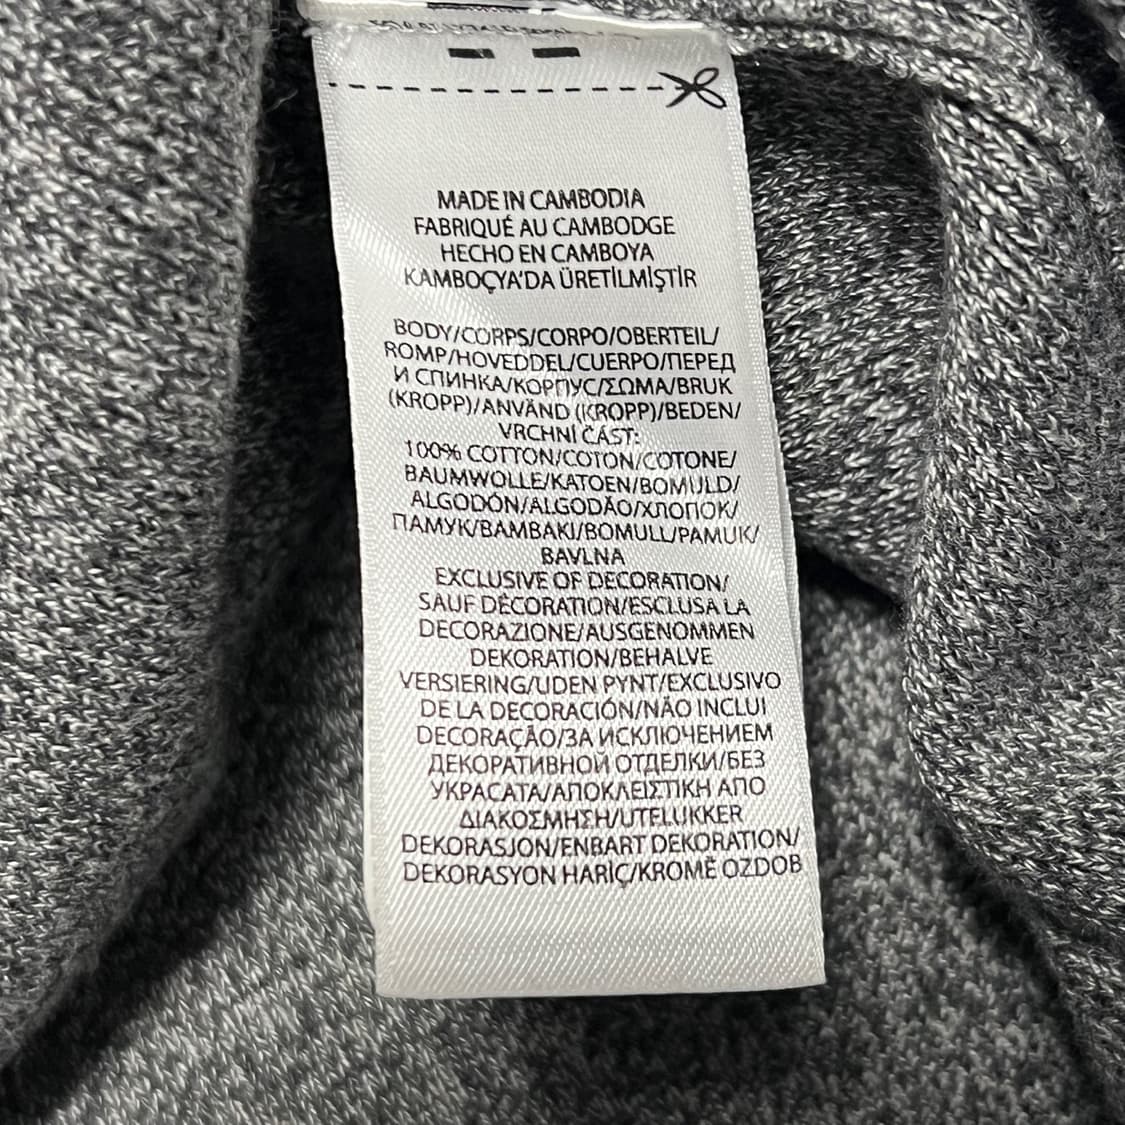 MADE IN CAMBODIA
FABRIQUÉ AU CAMBODGE
HECHO EN CAMBOYA
KAMBOÇYA'DA ÜRETİLMİŞTİR
BODY/CORPS/CORPO/OBERTEIL/
ROMP/HOVEDDEL/CUERPO/ПЕРЕД
И СПИНКА/КОРПУС/ΣΩΜΑ/BRUK
(KROPP)/ANVÄND (KROPP)/BEDEN/
VRCHNÍ ČÁST:
100% COTTON/COTON/COTONE/
BAUMWOLLE/KATOEN/BOMULD/
ALGODÓN/ALGODÃO/ХЛОПОК/
ПАМУК/ΒΑΜΒΑΚΙ/BOMULL/PAMUK/
BAVLNA
EXCLUSIVE OF DECORATION/
SAUF DÉCORATION/ESCLUSA LA
DECORAZIONE/AUSGENOMMEN
DEKORATION/BEHALVE
VERSIERING/UDEN PYNT/EXCLUSIVO
DE LA DECORACIÓN/NÃO INCLUI
DECORAÇÃO/ЗА ИСКЛЮЧЕНИЕМ
ДЕКОРАТИВНОЙ ОТДЕЛКИ/БЕЗ
УКРАСАТА/ΑΠΟΚΛΕΙΣΤΙΚΗ ΑΠΟ
ΔΙΑΚΟΣΜΗΣΗ/UTELUKKER
DEKORASJON/ENBART DEKORATION/
DEKORASYON HARİÇ/KROMĚ OZDOB